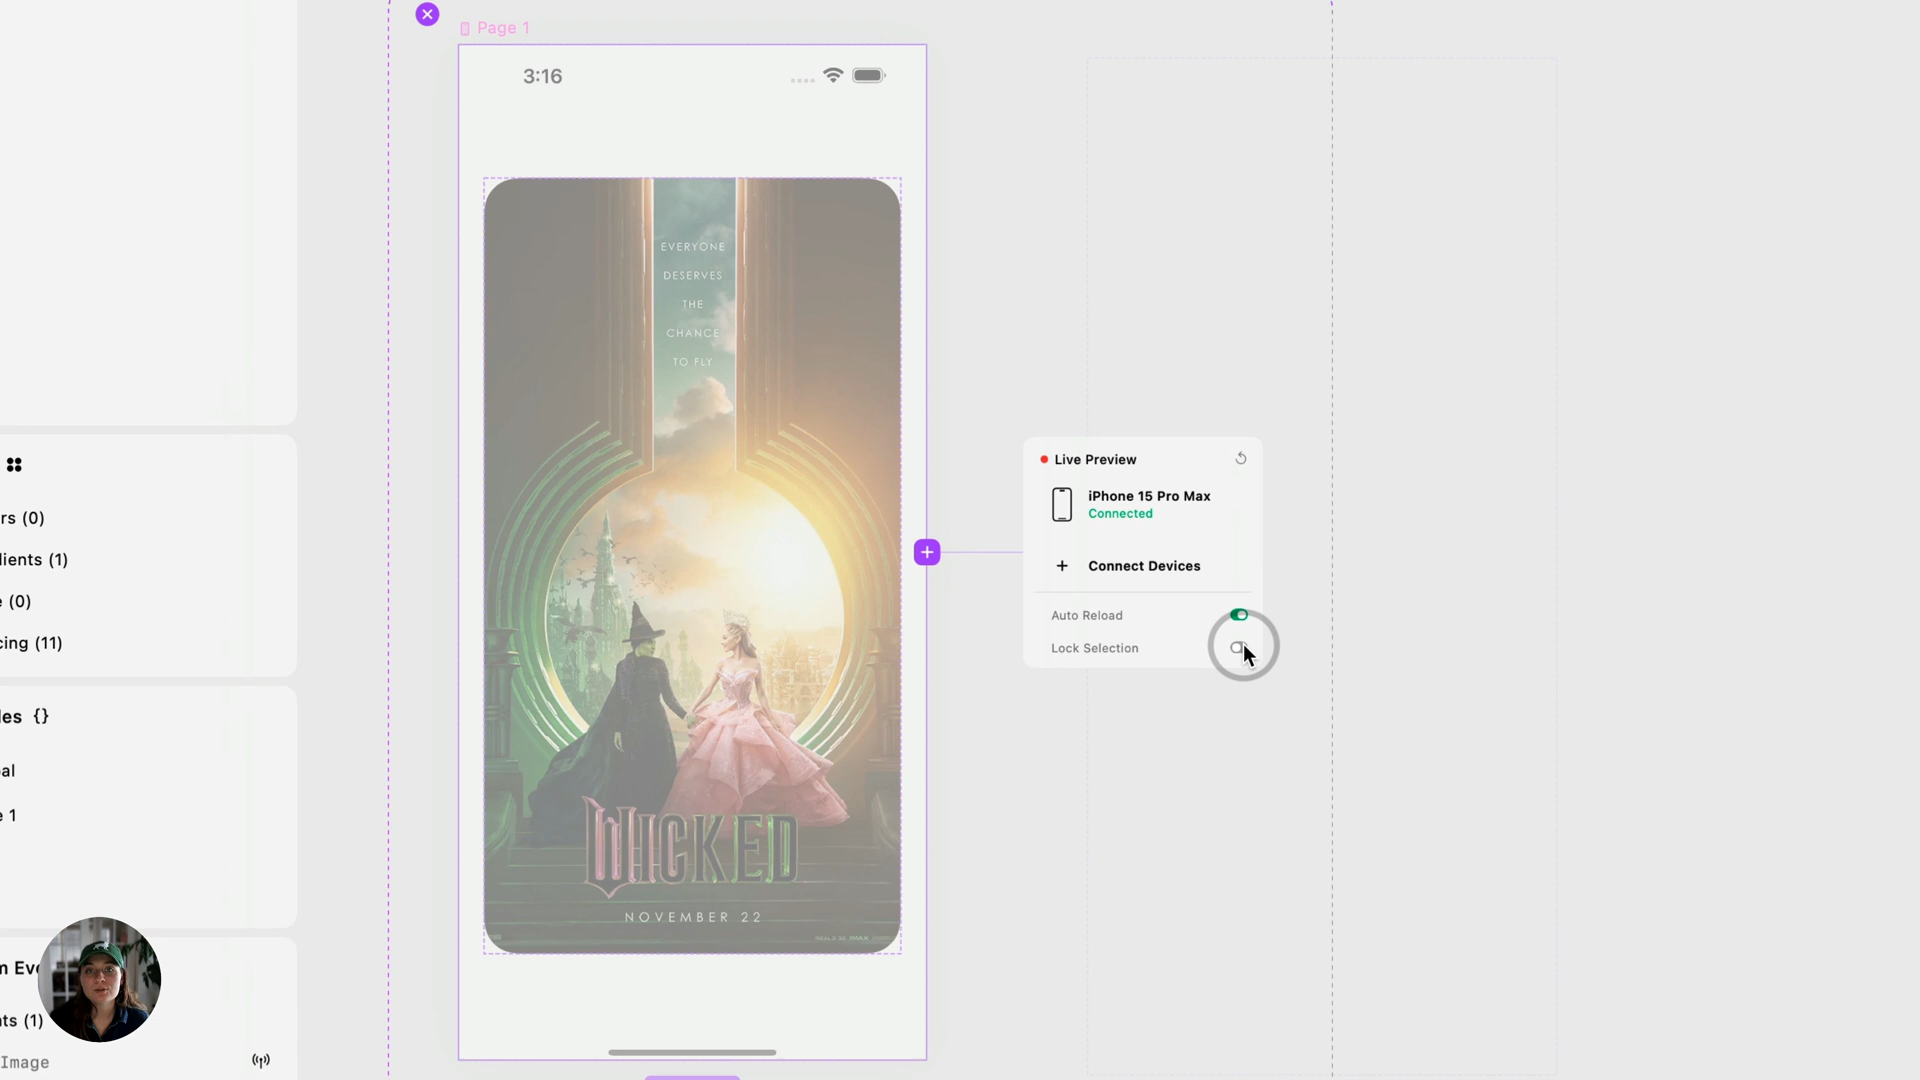 Page 1
3:16
EVERYONE
DESERVES
THE
CHANCE
TO FLY
WICKED
NOVEMBER 22
Live Preview
iPhone 15 Pro Max
Connected
+ Connect Devices
Auto Reload
Lock Selection
rs (0)
lients (1)
e (0)
cing (11)
les {}
al
e 1
m Eve
ts (1)
Image